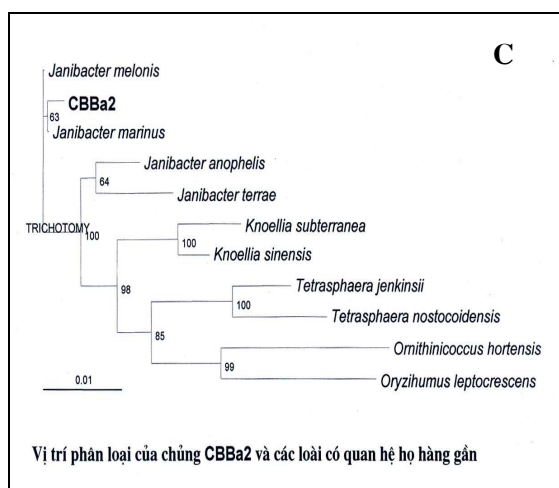 C
Janibacter melonis
CBBa2
63
Janibacter marinus
Janibacter anophelis
64
Janibacter terrae
TRICHOTOMY
100
Knoellia subterranea
100
Knoellia sinensis
98
Tetrasphaera jenkinsii
100
Tetrasphaera nostocoidensis
85
Ornithinicoccus hortensis
99
Oryzihumus leptocrescens
0.01
Vị trí phân loại của chủng CBBa2 và các loài có quan hệ họ hàng gần